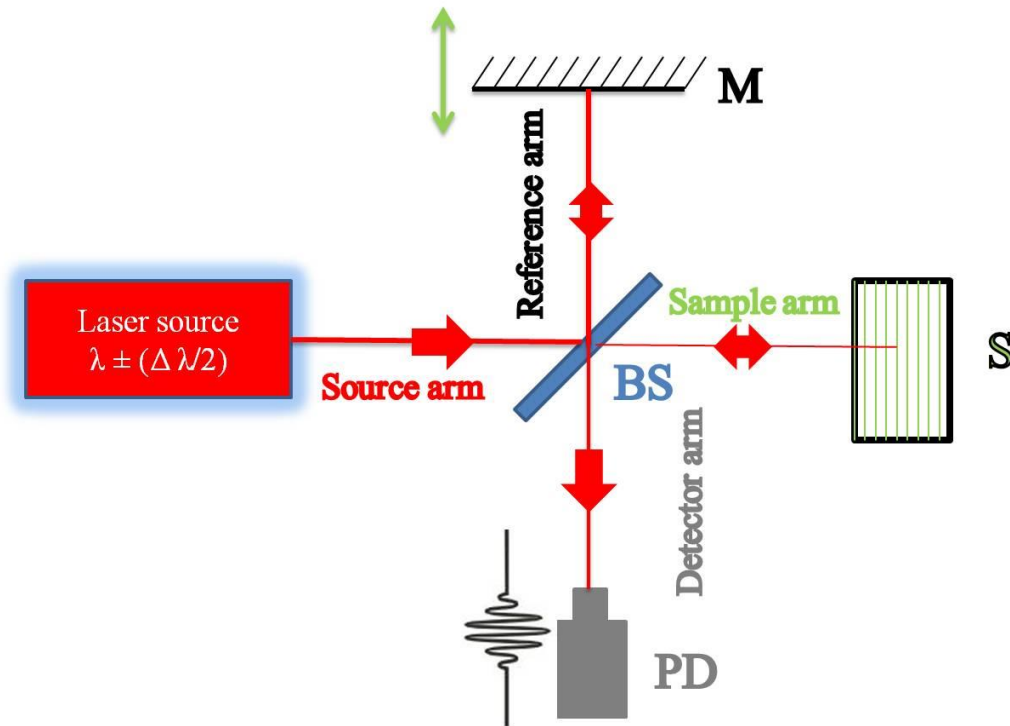 M
Reference arm
Laser source
λ ± (Δ λ/2)
Source arm
Sample arm
S
BS
Detector arm
PD